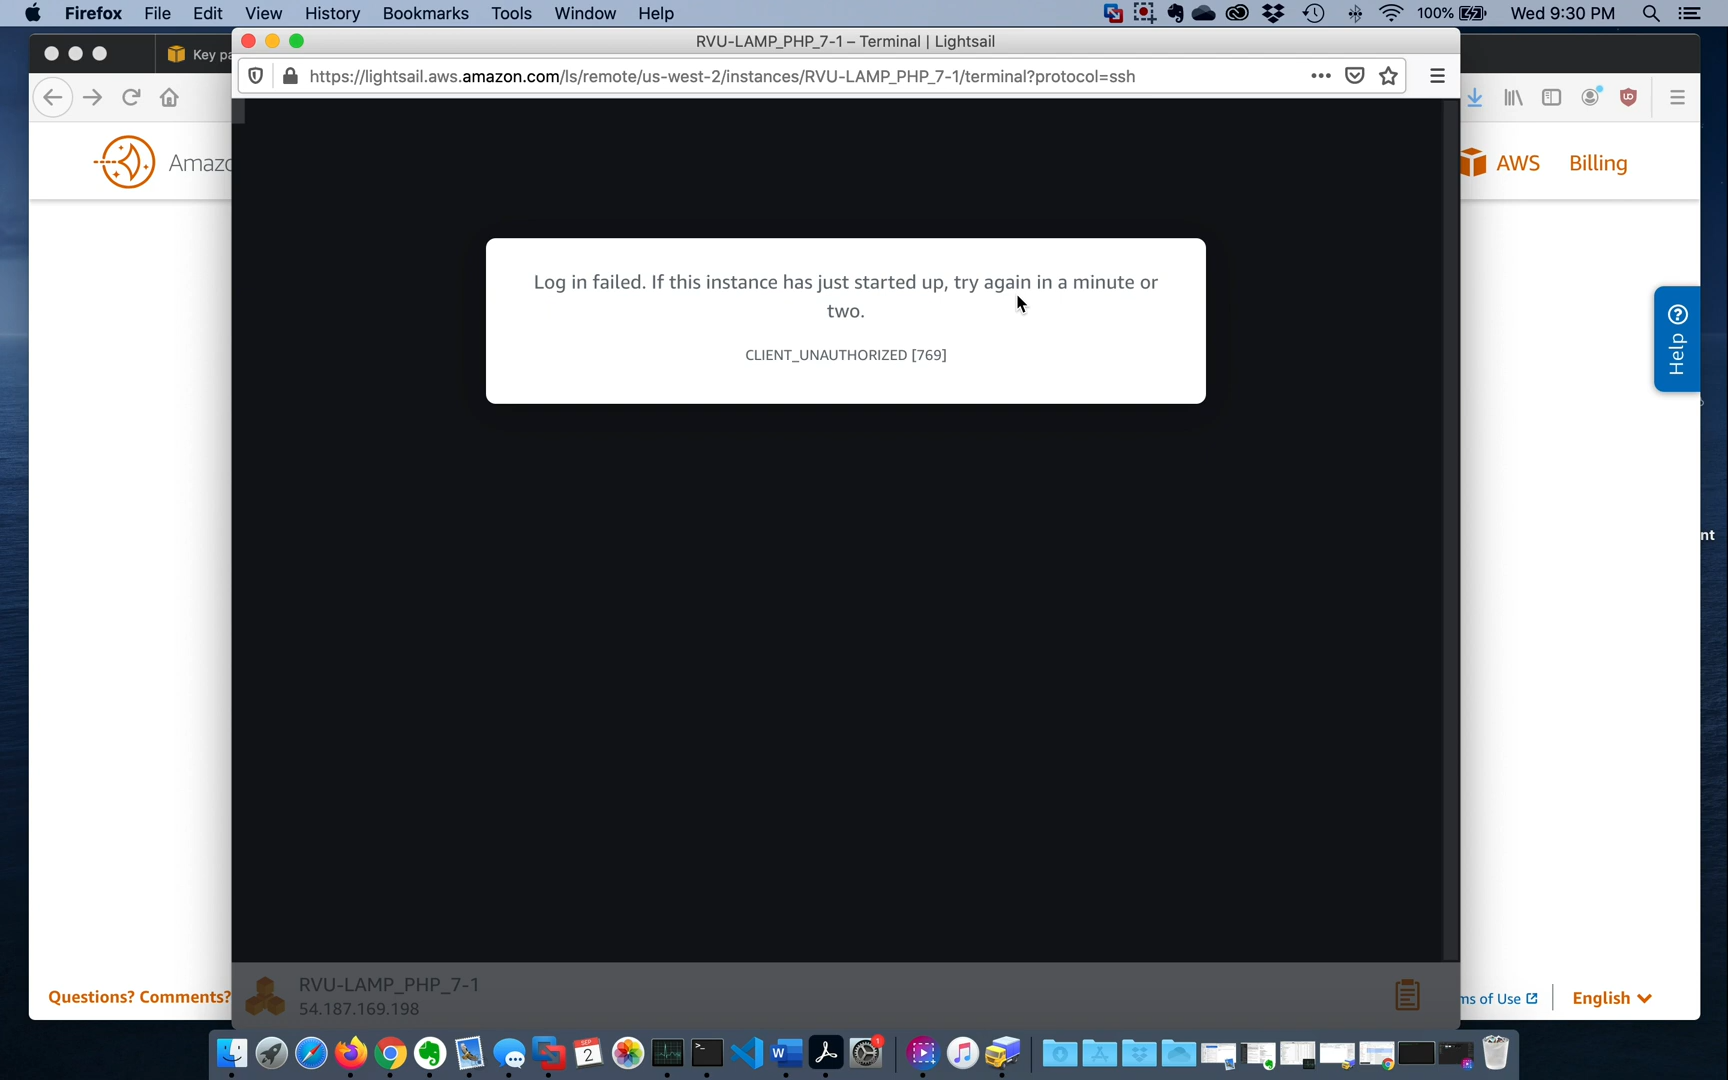 Firefox File Edit View History Bookmarks Tools Window Help 100% Wed 9:30 PM
Key pa
RVU-LAMP_PHP_7-1 – Terminal | Lightsail
https://lightsail.aws.amazon.com/ls/remote/us-west-2/instances/RVU-LAMP_PHP_7-1/terminal?protocol=ssh
Amazo
AWS Billing
Log in failed. If this instance has just started up, try again in a minute or
two.
CLIENT_UNAUTHORIZED [769]
Help
nt
RVU-LAMP_PHP_7-1
54.187.169.198
Questions? Comments?
ms of Use
English
SEP
2
1